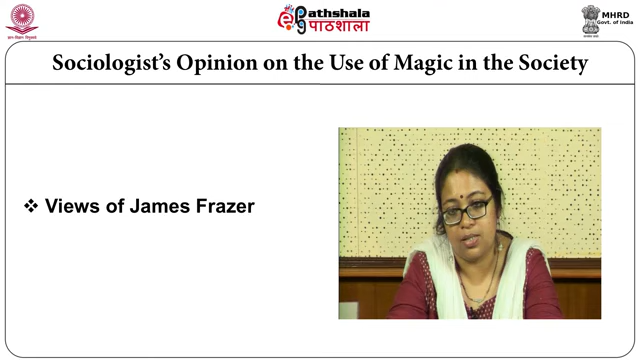 Pathshala
पाठशाला
MHRD
Govt. of India
Sociologist's Opinion on the Use of Magic in the Society
❖ Views of James Frazer